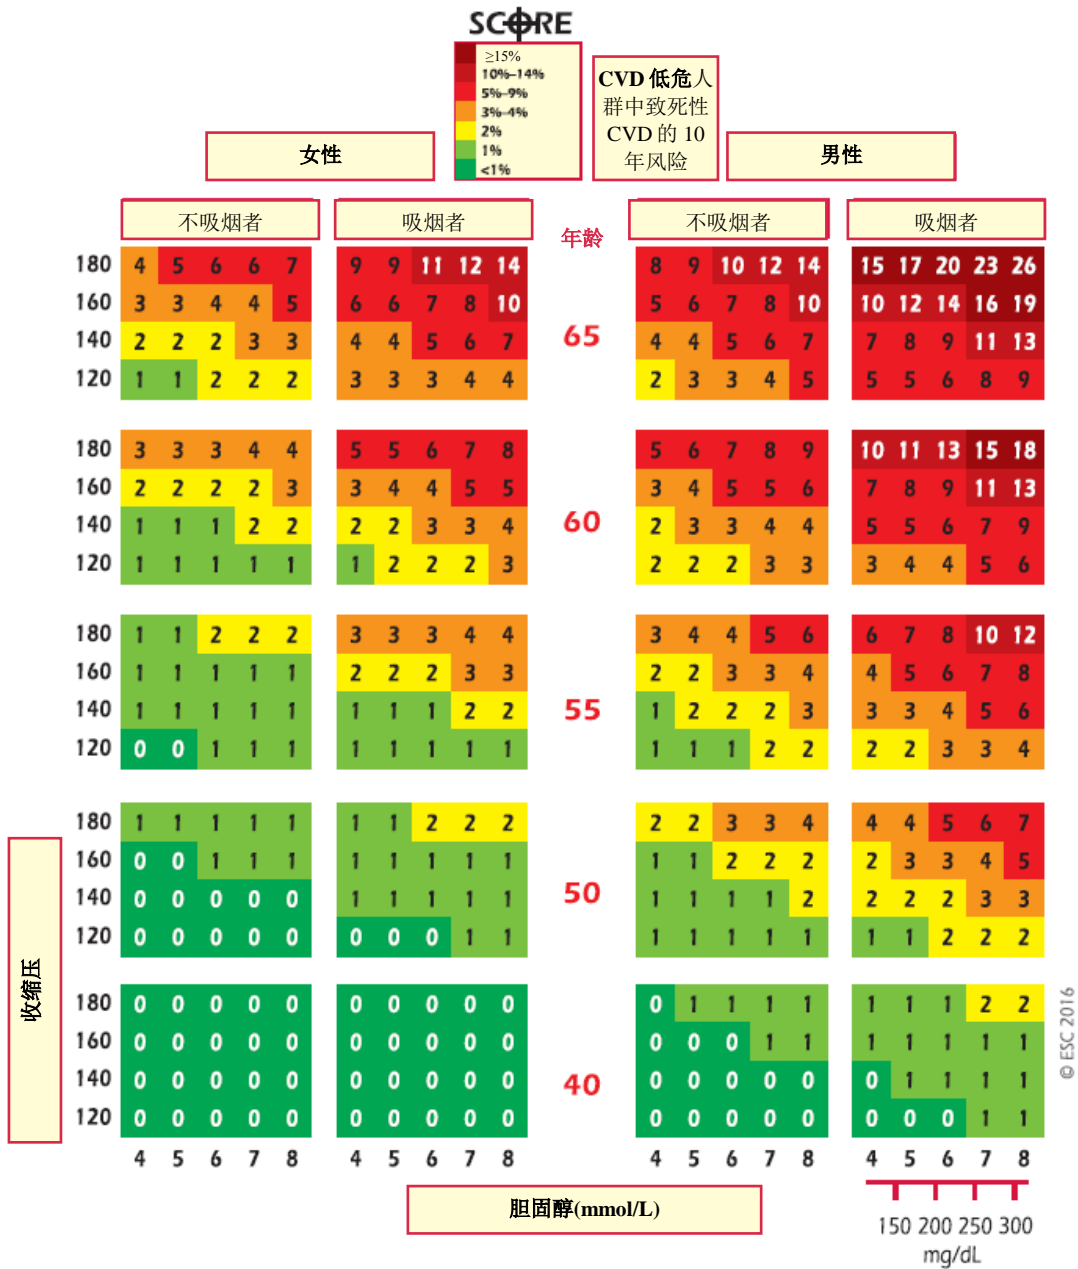 SCORE
≥15%
10%–14%
5%–9%
3%–4%
2%
1%
<1%
CVD 低危人
群中致死性
CVD 的 10
年风险
女性
男性
不吸烟者 吸烟者 年龄 不吸烟者 吸烟者
180 4 5 6 6 7 9 9 11 12 14 8 9 10 12 14 15 17 20 23 26
160 3 3 4 4 5 6 6 7 8 10 5 6 7 8 10 10 12 14 16 19
65
140 2 2 2 3 3 4 4 5 6 7 4 4 5 6 7 7 8 9 11 13
120 1 1 2 2 2 3 3 3 4 4 2 3 3 4 5 5 5 6 8 9
180 3 3 3 4 4 5 5 6 7 8 5 6 7 8 9 10 11 13 15 18
160 2 2 2 2 3 3 4 4 5 5 3 4 5 5 6 7 8 9 11 13
60
140 1 1 1 2 2 2 2 3 3 4 2 3 3 4 4 5 5 6 7 9
120 1 1 1 1 1 1 2 2 2 3 2 2 2 3 3 3 4 4 5 6
180 1 1 2 2 2 3 3 3 4 4 3 4 4 5 6 6 7 8 10 12
160 1 1 1 1 1 2 2 2 3 3 2 2 3 3 4 4 5 6 7 8
55
140 1 1 1 1 1 1 1 1 2 2 1 2 2 2 3 3 3 4 5 6
120 0 0 1 1 1 1 1 1 1 1 1 1 1 2 2 2 2 3 3 4
180 1 1 1 1 1 1 1 2 2 2 2 2 3 3 4 4 4 5 6 7
160 0 0 1 1 1 1 1 1 1 1 1 1 2 2 2 2 3 3 4 5
50
140 0 0 0 0 0 1 1 1 1 1 1 1 1 1 2 2 2 2 3 3
120 0 0 0 0 0 0 0 0 1 1 1 1 1 1 1 1 1 2 2 2
收缩压
180 0 0 0 0 0 0 0 0 0 0 0 1 1 1 1 1 1 1 2 2
160 0 0 0 0 0 0 0 0 0 0 0 0 0 1 1 1 1 1 1 1
40
140 0 0 0 0 0 0 0 0 0 0 0 0 0 0 0 0 1 1 1 1
120 0 0 0 0 0 0 0 0 0 0 0 0 0 0 0 0 0 0 1 1
4 5 6 7 8 4 5 6 7 8 4 5 6 7 8 4 5 6 7 8
胆固醇(mmol/L)
150 200 250 300
mg/dL
© ESC 2016